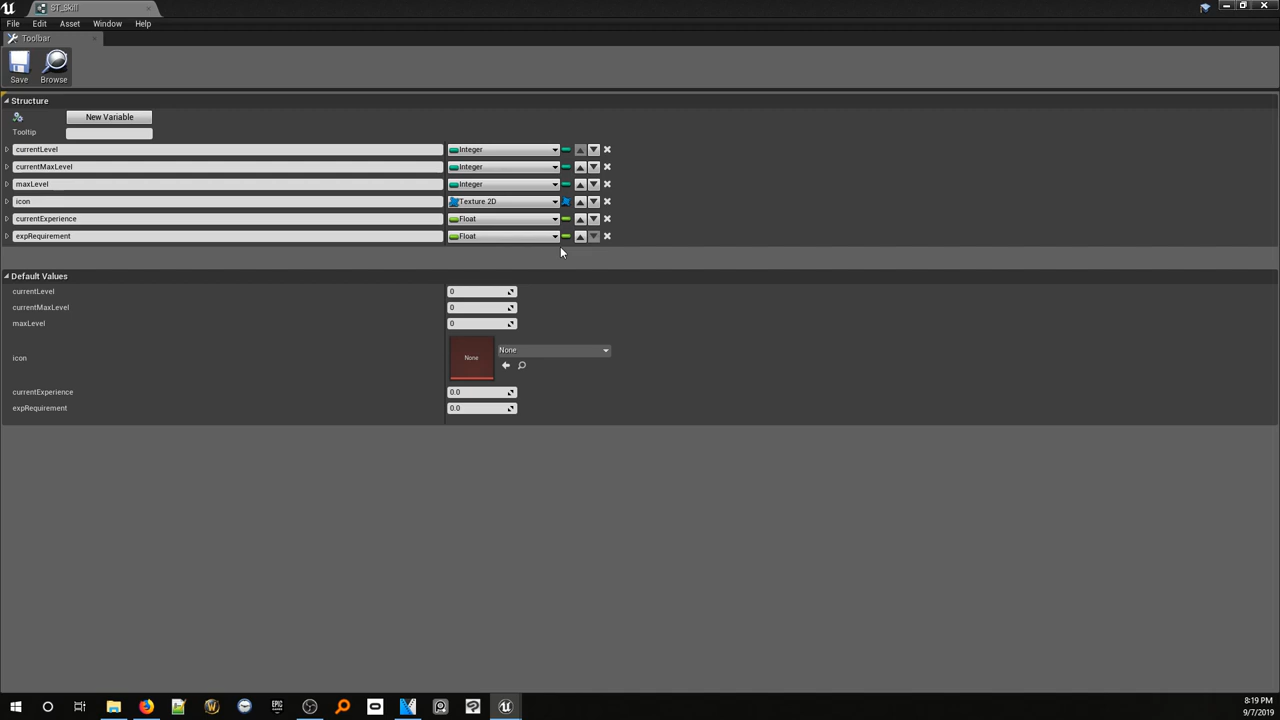 ST_Skill
File Edit Asset Window Help
Toolbar
Save Browse
Structure
New Variable
Tooltip
currentLevel Integer
currentMaxLevel Integer
maxLevel Integer
icon Texture 2D
currentExperience Float
expRequirement Float
Default Values
currentLevel 0
currentMaxLevel 0
maxLevel 0
icon None None
currentExperience 0.0
expRequirement 0.0
EPIC
8:19 PM
9/7/2019